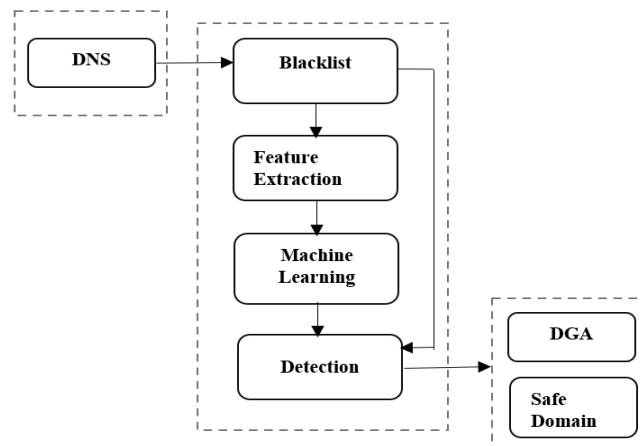 DNS
Blacklist
Feature
Extraction
Machine
Learning
Detection
DGA
Safe
Domain